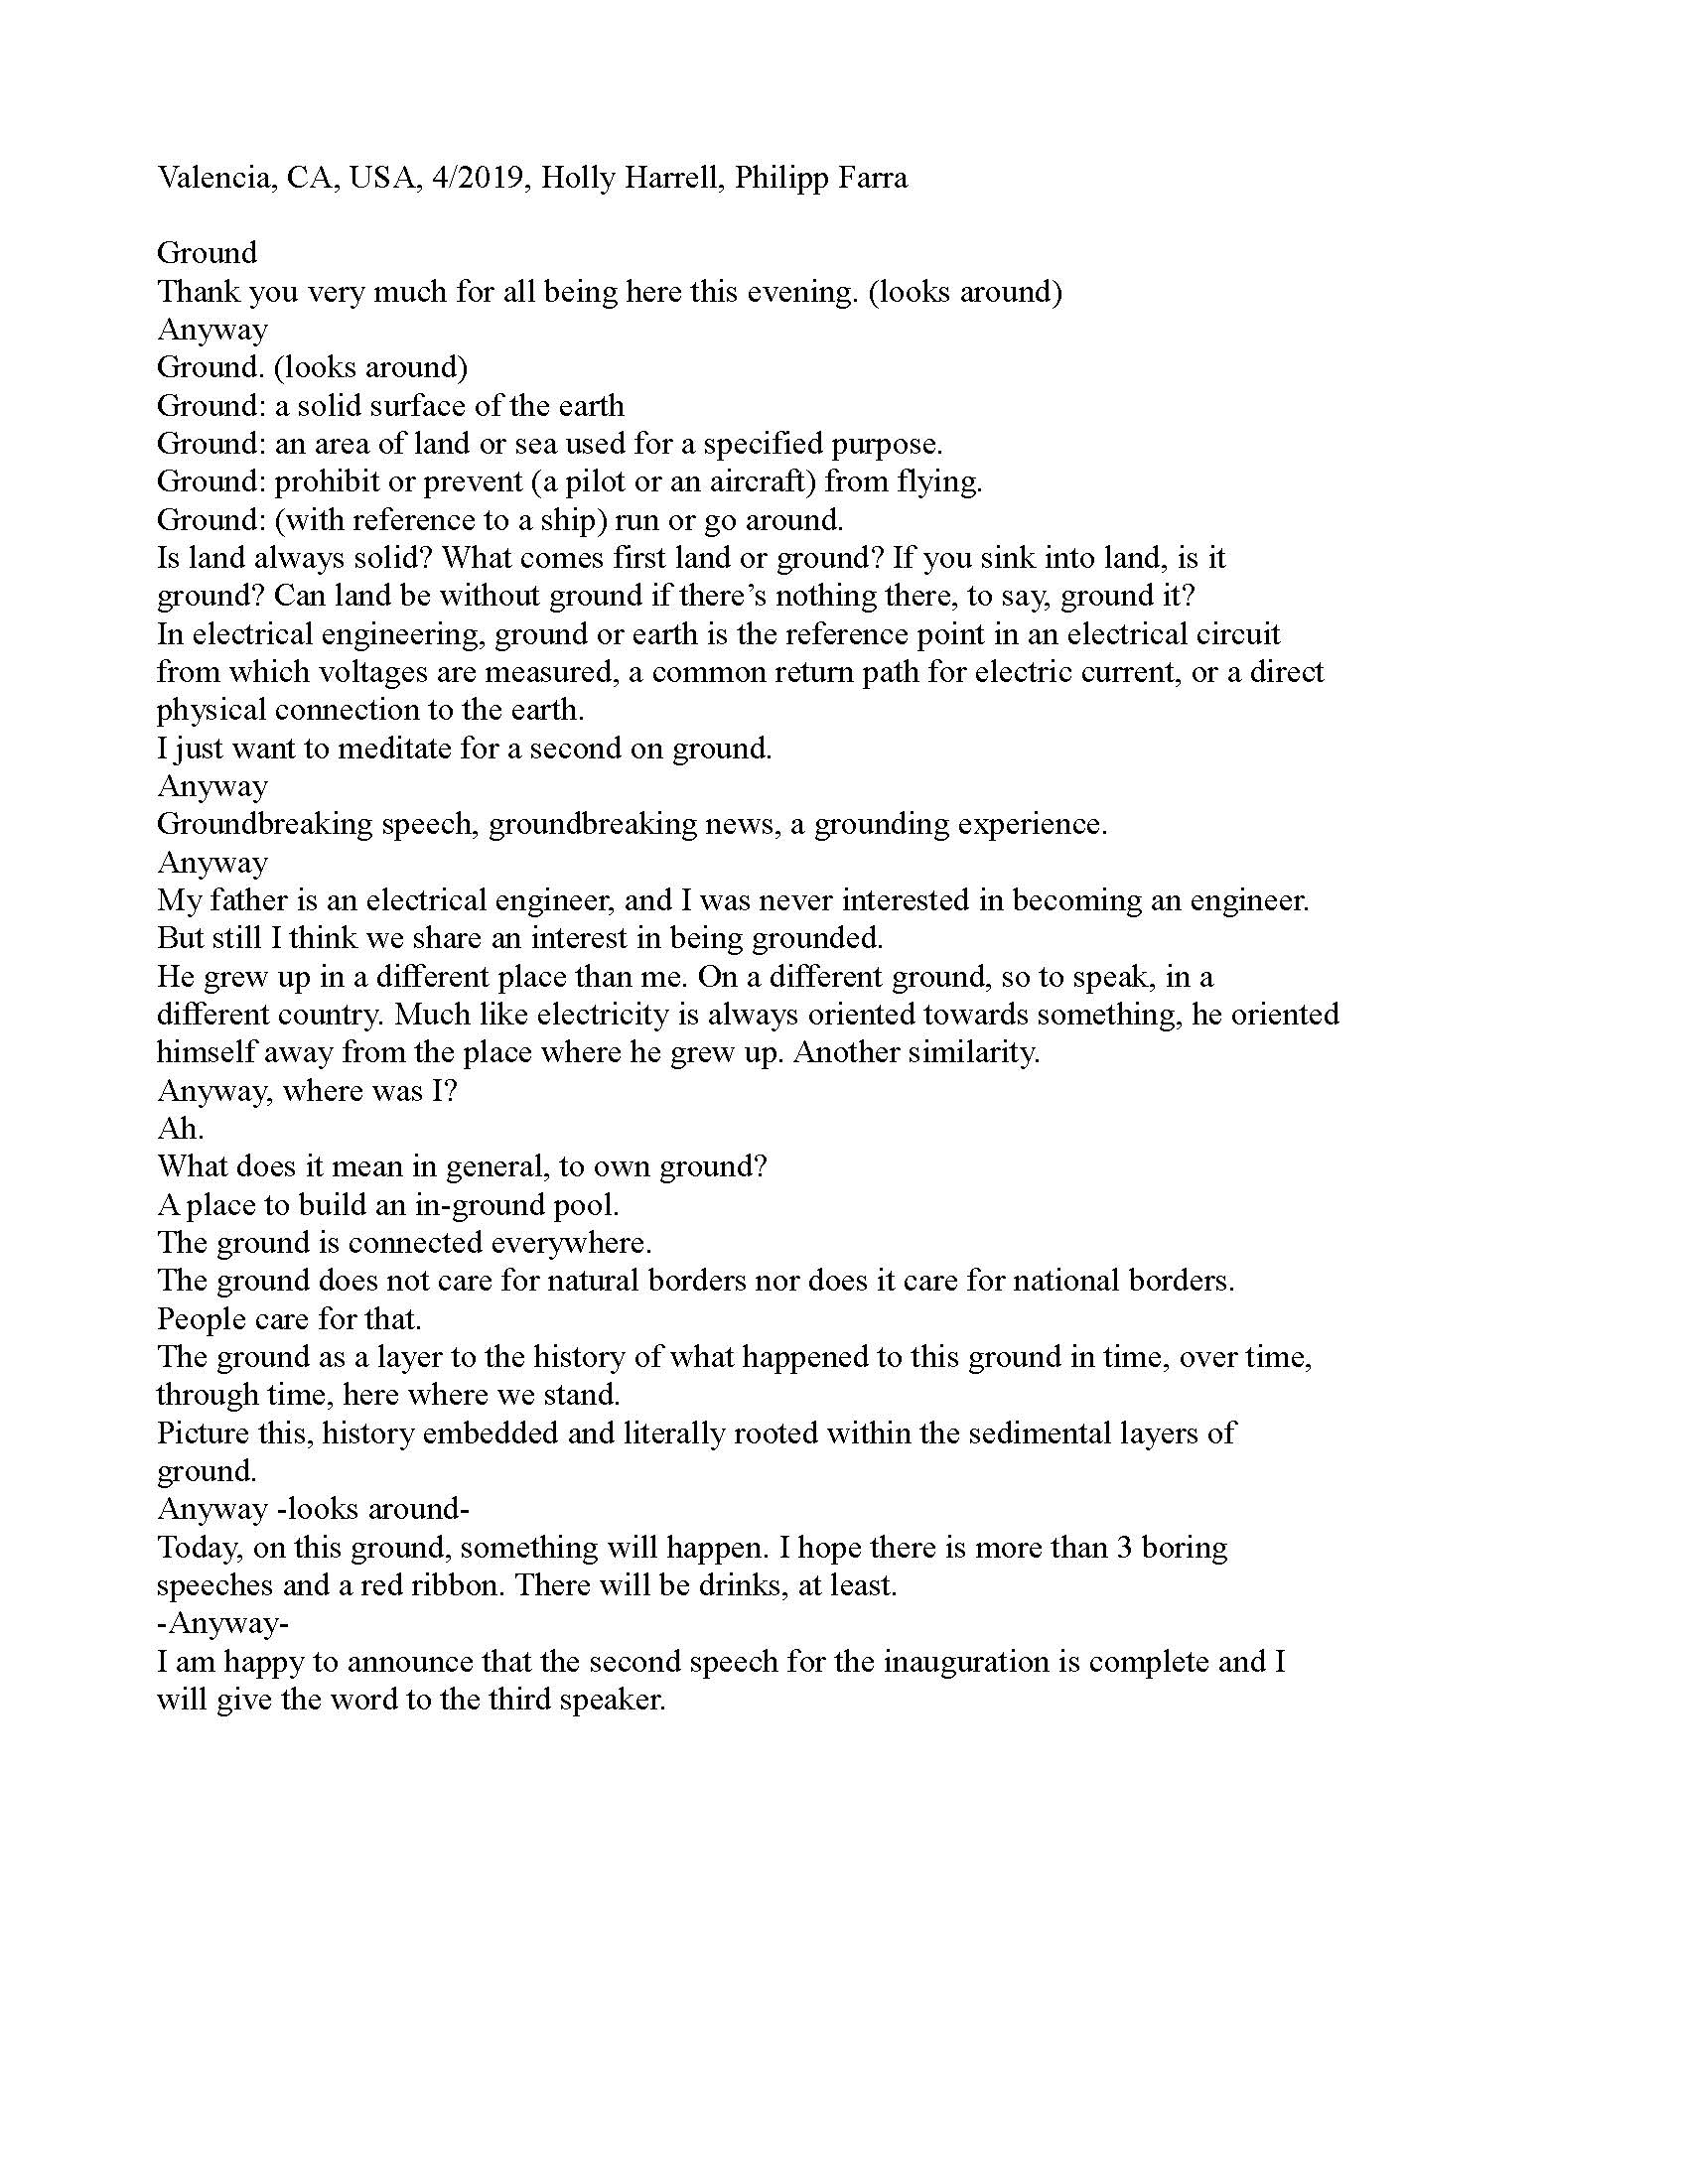 Valencia, CA, USA, 4/2019, Holly Harrell, Philipp Farra
Ground
Thank you very much for all being here this evening. (looks around)
Anyway
Ground. (looks around)
Ground: a solid surface of the earth
Ground: an area of land or sea used for a specified purpose.
Ground: prohibit or prevent (a pilot or an aircraft) from flying.
Ground: (with reference to a ship) run or go around.
Is land always solid? What comes first land or ground? If you sink into land, is it
ground? Can land be without ground if there’s nothing there, to say, ground it?
In electrical engineering, ground or earth is the reference point in an electrical circuit
from which voltages are measured, a common return path for electric current, or a direct
physical connection to the earth.
I just want to meditate for a second on ground.
Anyway
Groundbreaking speech, groundbreaking news, a grounding experience.
Anyway
My father is an electrical engineer, and I was never interested in becoming an engineer.
But still I think we share an interest in being grounded.
He grew up in a different place than me. On a different ground, so to speak, in a
different country. Much like electricity is always oriented towards something, he oriented
himself away from the place where he grew up. Another similarity.
Anyway, where was I?
Ah.
What does it mean in general, to own ground?
A place to build an in-ground pool.
The ground is connected everywhere.
The ground does not care for natural borders nor does it care for national borders.
People care for that.
The ground as a layer to the history of what happened to this ground in time, over time,
through time, here where we stand.
Picture this, history embedded and literally rooted within the sedimental layers of
ground.
Anyway -looks around-
Today, on this ground, something will happen. I hope there is more than 3 boring
speeches and a red ribbon. There will be drinks, at least.
-Anyway-
I am happy to announce that the second speech for the inauguration is complete and I
will give the word to the third speaker.